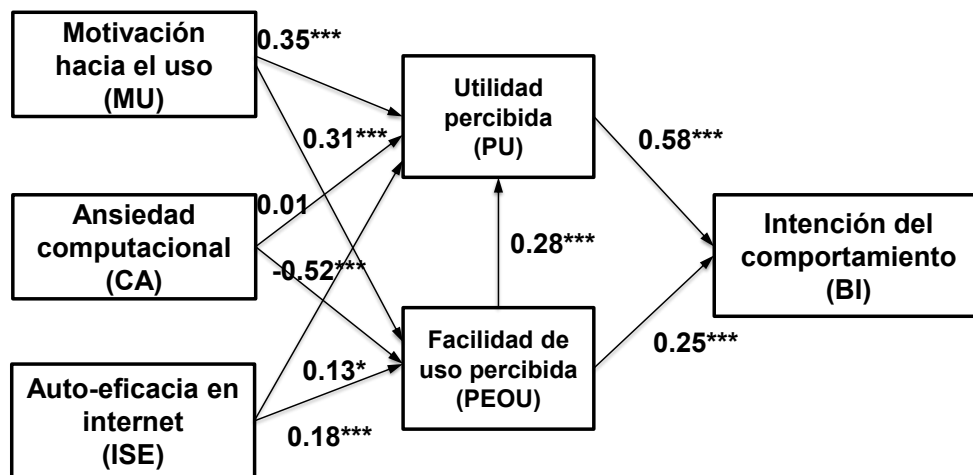 Motivación
hacia el uso
(MU)
0.35***
Utilidad
percibida
(PU)
0.31***
0.58***
Ansiedad
computacional
(CA)
0.01
-0.52***
0.28***
Intención del
comportamiento
(BI)
Facilidad de
uso percibida
(PEOU)
0.25***
Auto-eficacia en
internet
(ISE)
0.13*
0.18***